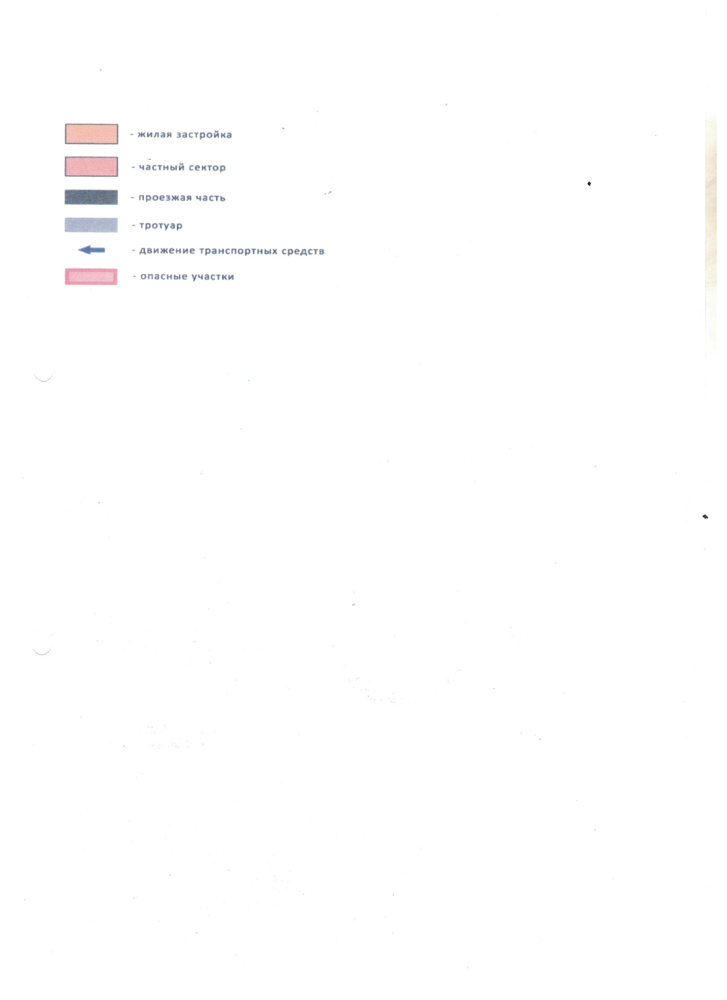 - жилая застройка
- частный сектор
- проезжая часть
- тротуар
- движение транспортных средств
- опасные участки